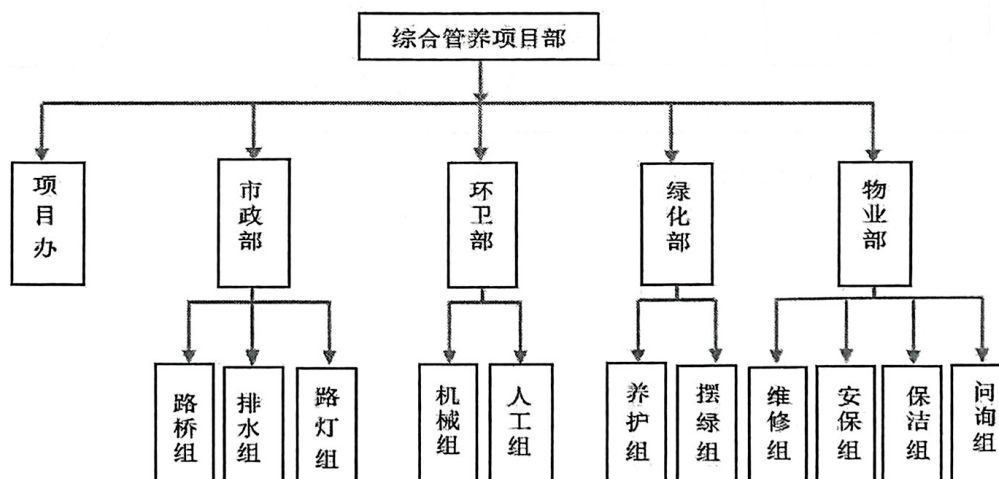 综合管养项目部
项目办
市政部
环卫部
绿化部
物业部
路桥组
排水组
路灯组
机械组
人工组
养护组
摆绿组
维修组
安保组
保洁组
问询组